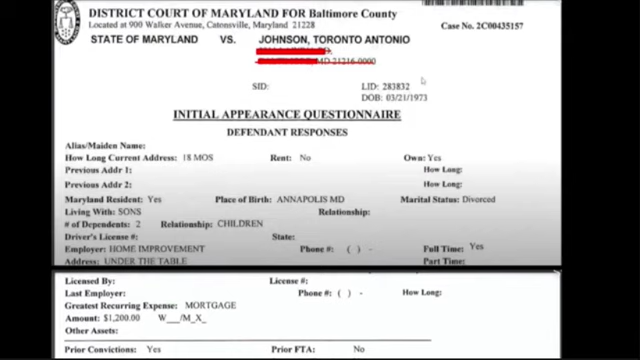 DISTRICT COURT OF MARYLAND FOR Baltimore County
Located at 900 Walker Avenue, Catonsville, Maryland 21228
Case No. 2C00435157
STATE OF MARYLAND VS. JOHNSON, TORONTO ANTONIO
MD 21216-0000
SID: LID: 283832
DOB: 03/21/1973
INITIAL APPEARANCE QUESTIONNAIRE
DEFENDANT RESPONSES
Alias/Maiden Name:
How Long Current Address: 18 MOS Rent: No Own: Yes
Previous Addr 1: How Long:
Previous Addr 2: How Long:
Maryland Resident: Yes Place of Birth: ANNAPOLIS MD Marital Status: Divorced
Living With: SONS Relationship:
# of Dependents: 2 Relationship: CHILDREN
Driver's License #: State:
Employer: HOME IMPROVEMENT Phone #: ( ) - Full Time: Yes
Address: UNDER THE TABLE Part Time:
Licensed By: License #:
Last Employer: Phone #: ( ) - How Long:
Greatest Recurring Expense: MORTGAGE
Amount: $1,200.00 W___/M_X_
Other Assets:
Prior Convictions: Yes Prior FTA: No